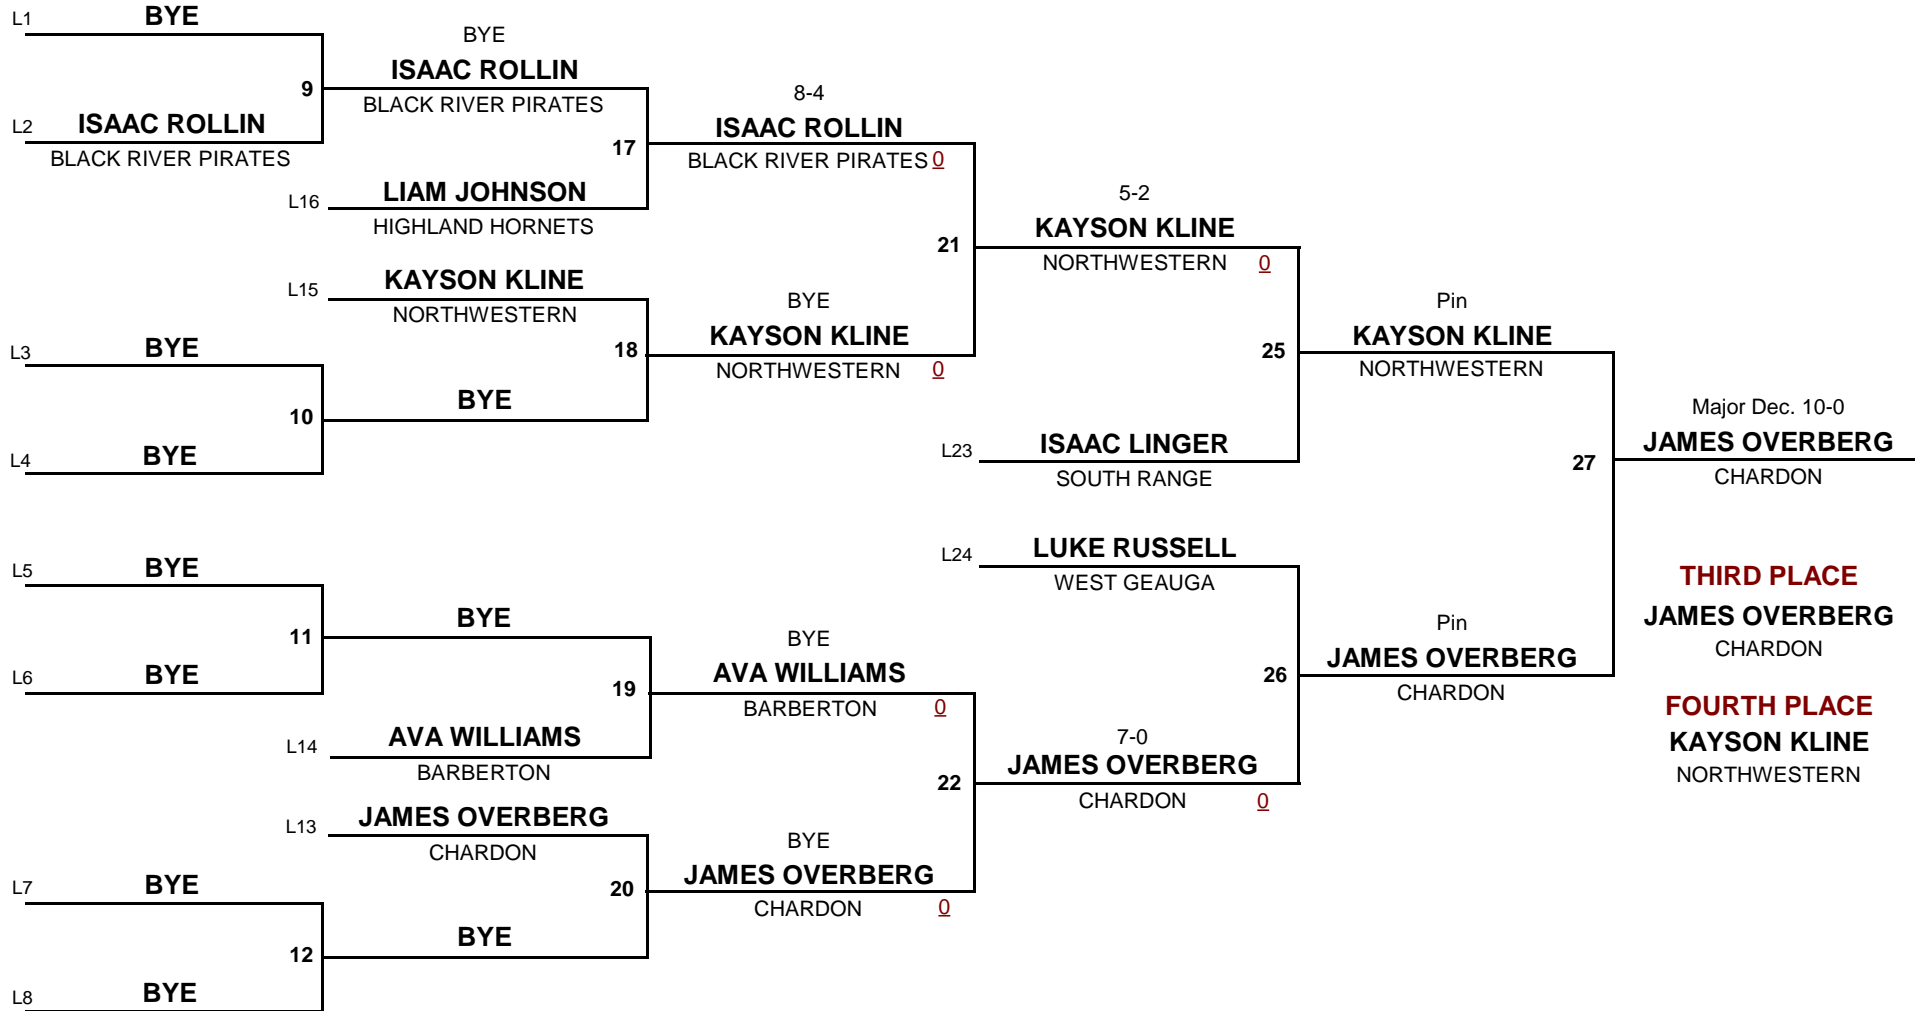 L1 BYE
9
L2 ISAAC ROLLIN
BLACK RIVER PIRATES
BYE
ISAAC ROLLIN
BLACK RIVER PIRATES
17
L16 LIAM JOHNSON
HIGHLAND HORNETS
8-4
ISAAC ROLLIN
BLACK RIVER PIRATES 0
L15 KAYSON KLINE
NORTHWESTERN
18
L3 BYE
10
L4 BYE
BYE
BYE
KAYSON KLINE
NORTHWESTERN 0
21
5-2
KAYSON KLINE
NORTHWESTERN 0
25
L23 ISAAC LINGER
SOUTH RANGE
Pin
KAYSON KLINE
NORTHWESTERN
27
Major Dec. 10-0
JAMES OVERBERG
CHARDON
L5 BYE
11
L6 BYE
BYE
19
L14 AVA WILLIAMS
BARBERTON
BYE
AVA WILLIAMS
BARBERTON 0
L13 JAMES OVERBERG
CHARDON
20
L7 BYE
12
L8 BYE
BYE
BYE
JAMES OVERBERG
CHARDON 0
22
7-0
JAMES OVERBERG
CHARDON 0
L24 LUKE RUSSELL
WEST GEAUGA
26
Pin
JAMES OVERBERG
CHARDON
THIRD PLACE
JAMES OVERBERG
CHARDON
FOURTH PLACE
KAYSON KLINE
NORTHWESTERN